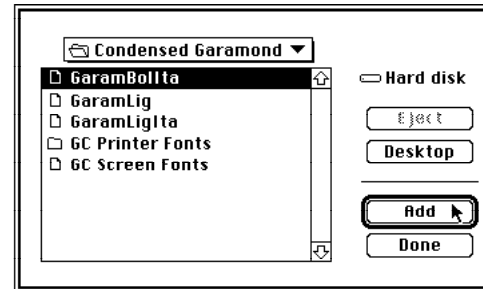 Condensed Garamond
GaramBolIta
GaramLig
GaramLigIta
GC Printer Fonts
GC Screen Fonts
Hard disk
Eject
Desktop
Add
Done